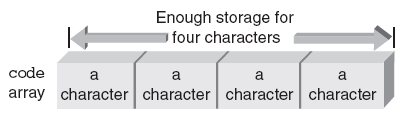 Enough storage for
four characters
code
array
a
character
a
character
a
character
a
character